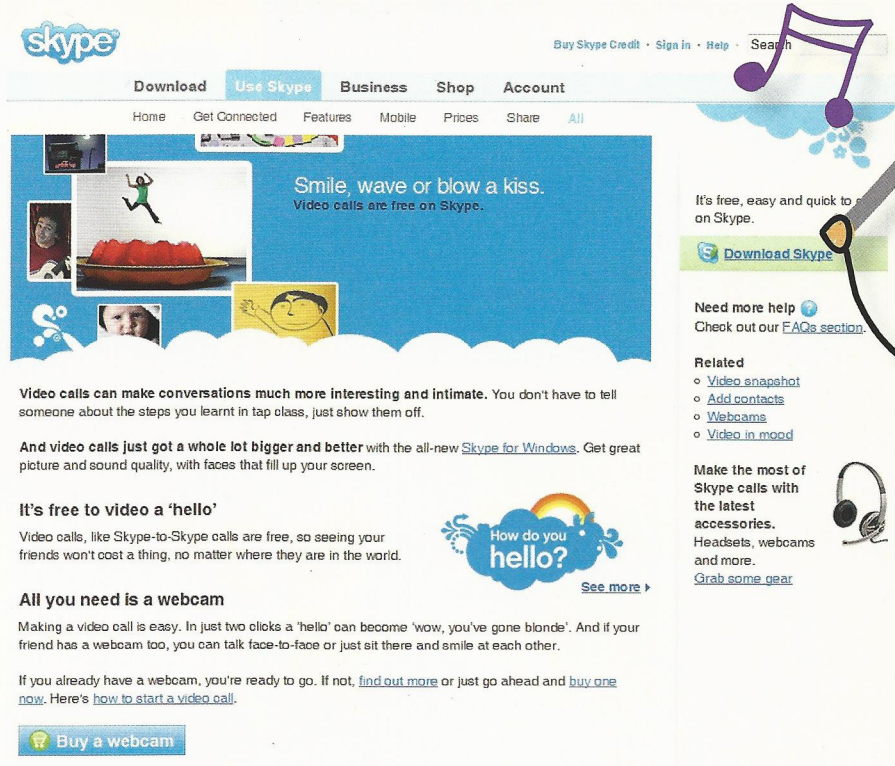 skype
Buy Skype Credit · Sign in · Help ·
Search
Download Use Skype Business Shop Account
Home Get Connected Features Mobile Prices Share All
Smile, wave or blow a kiss.
Video calls are free on Skype.
Video calls can make conversations much more interesting and intimate. You don't have to tell
someone about the steps you learnt in tap class, just show them off.
And video calls just got a whole lot bigger and better with the all-new Skype for Windows. Get great
picture and sound quality, with faces that fill up your screen.
It's free to video a 'hello'
Video calls, like Skype-to-Skype calls are free, so seeing your
friends won't cost a thing, no matter where they are in the world.
How do you
hello?
See more
All you need is a webcam
Making a video call is easy. In just two clicks a 'hello' can become 'wow, you've gone blonde'. And if your
friend has a webcam too, you can talk face-to-face or just sit there and smile at each other.
If you already have a webcam, you're ready to go. If not, find out more or just go ahead and buy one
now. Here's how to start a video call.
Buy a webcam
It's free, easy and quick to
on Skype.
Download Skype
Need more help ?
Check out our FAQs section.
Related
Video snapshot
Add contacts
Webcams
Video in mood
Make the most of
Skype calls with
the latest
accessories.
Headsets, webcams
and more.
Grab some gear